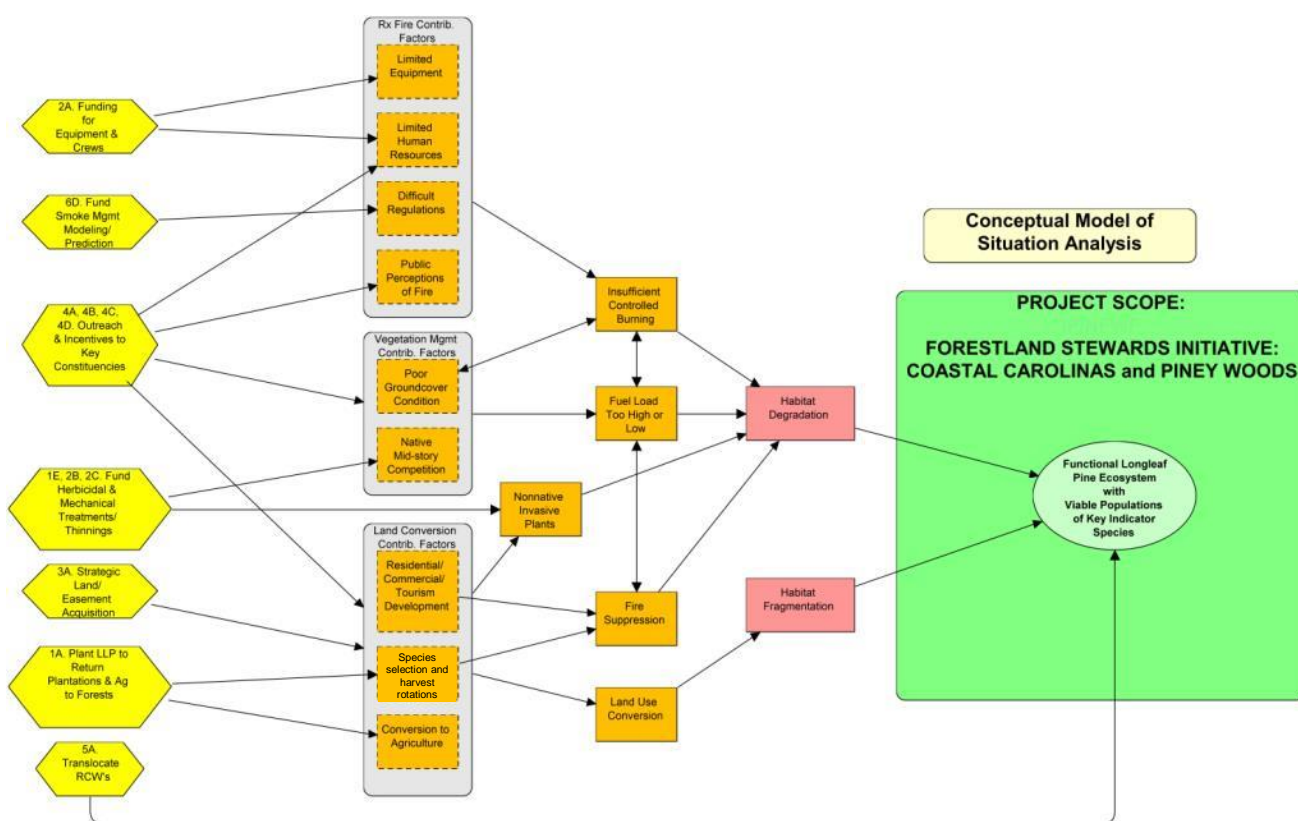 Rx Fire Contrib.
Factors
Limited
Equipment
Limited
Human
Resources
Difficult
Regulations
Public
Perceptions
of Fire
2A. Funding
for
Equipment &
Crews
6D. Fund
Smoke Mgmt
Modeling/
Prediction
4A, 4B, 4C,
4D. Outreach
& Incentives to
Key
Constituencies
1E, 2B, 2C. Fund
Herbicidal &
Mechanical
Treatments/
Thinnings
3A. Strategic
Land/
Easement
Acquisition
1A. Plant LLP to
Return
Plantations & Ag
to Forests
5A.
Translocate
RCW's
Vegetation Mgmt
Contrib. Factors
Poor
Groundcover
Condition
Native
Mid-story
Competition
Land Conversion
Contrib. Factors
Residential/
Commercial/
Tourism
Development
Species
selection and
harvest
rotations
Conversion to
Agriculture
Insufficient
Controlled
Burning
Fuel Load
Too High or
Low
Nonnative
Invasive
Plants
Fire
Suppression
Land Use
Conversion
Habitat
Degradation
Habitat
Fragmentation
Conceptual Model of
Situation Analysis
PROJECT SCOPE:
FORESTLAND STEWARDS INITIATIVE:
COASTAL CAROLINAS and PINEY WOODS
Functional Longleaf
Pine Ecosystem
with
Viable Populations
of Key Indicator
Species